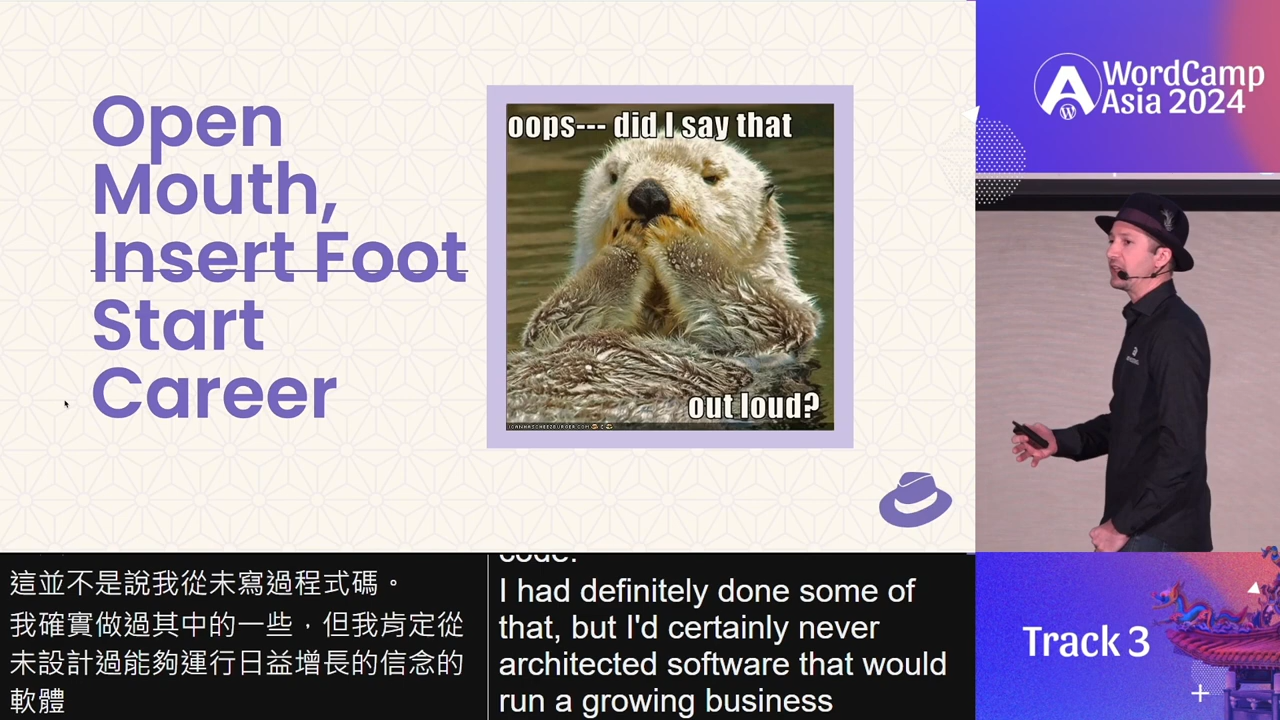 Open
Mouth,
Insert Foot
Start
Career
oops--- did I say that
out loud?
ICANHASCHEEZBURGER.COM
WordCamp
Asia 2024
Track 3
這並不是說我從未寫過程式碼。
我確實做過其中的一些，但我肯定從
未設計過能夠運行日益增長的信念的
軟體
code.
I had definitely done some of
that, but I'd certainly never
architected software that would
run a growing business